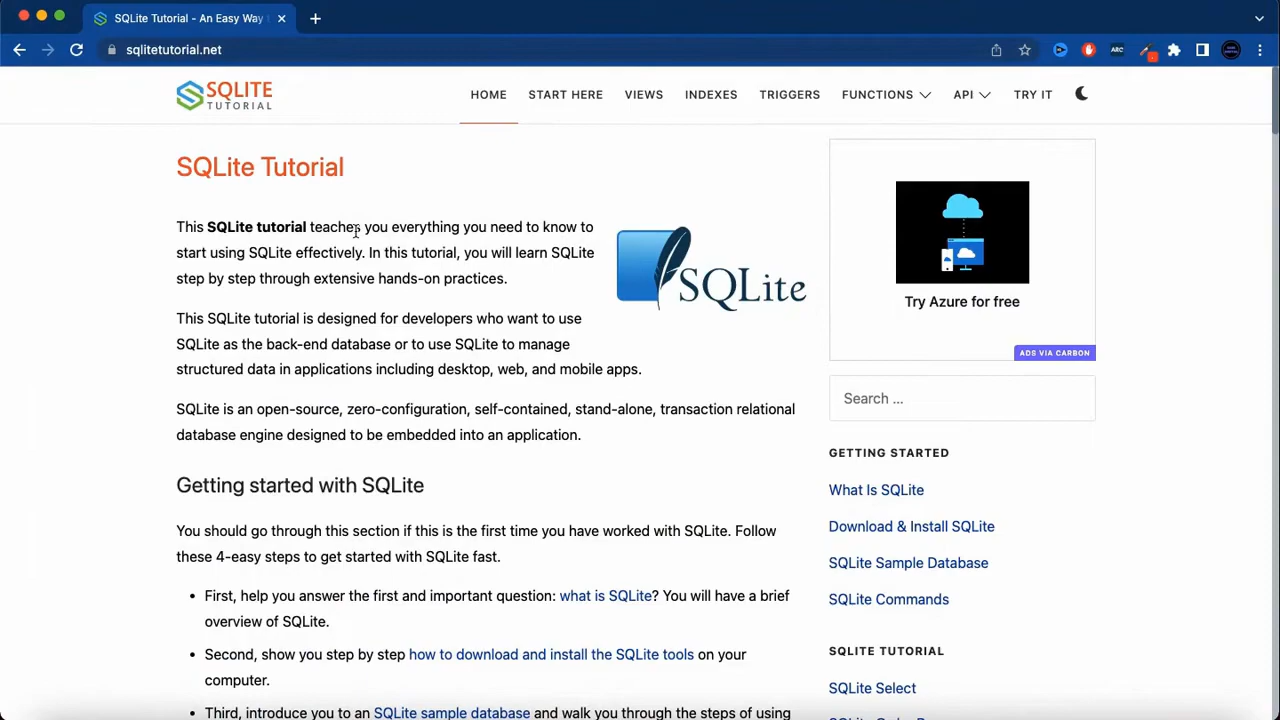 SQLite Tutorial - An Easy Way
sqlitetutorial.net
ARC
SQLITE
TUTORIAL
HOME START HERE VIEWS INDEXES TRIGGERS FUNCTIONS API TRY IT
SQLite Tutorial
This SQLite tutorial teaches you everything you need to know to
start using SQLite effectively. In this tutorial, you will learn SQLite
step by step through extensive hands-on practices.
SQLite
This SQLite tutorial is designed for developers who want to use
SQLite as the back-end database or to use SQLite to manage
structured data in applications including desktop, web, and mobile apps.
SQLite is an open-source, zero-configuration, self-contained, stand-alone, transaction relational
database engine designed to be embedded into an application.
Getting started with SQLite
You should go through this section if this is the first time you have worked with SQLite. Follow
these 4-easy steps to get started with SQLite fast.
• First, help you answer the first and important question: what is SQLite? You will have a brief
overview of SQLite.
• Second, show you step by step how to download and install the SQLite tools on your
computer.
• Third, introduce you to an SQLite sample database and walk you through the steps of using
Try Azure for free
ADS VIA CARBON
Search ...
GETTING STARTED
What Is SQLite
Download & Install SQLite
SQLite Sample Database
SQLite Commands
SQLITE TUTORIAL
SQLite Select